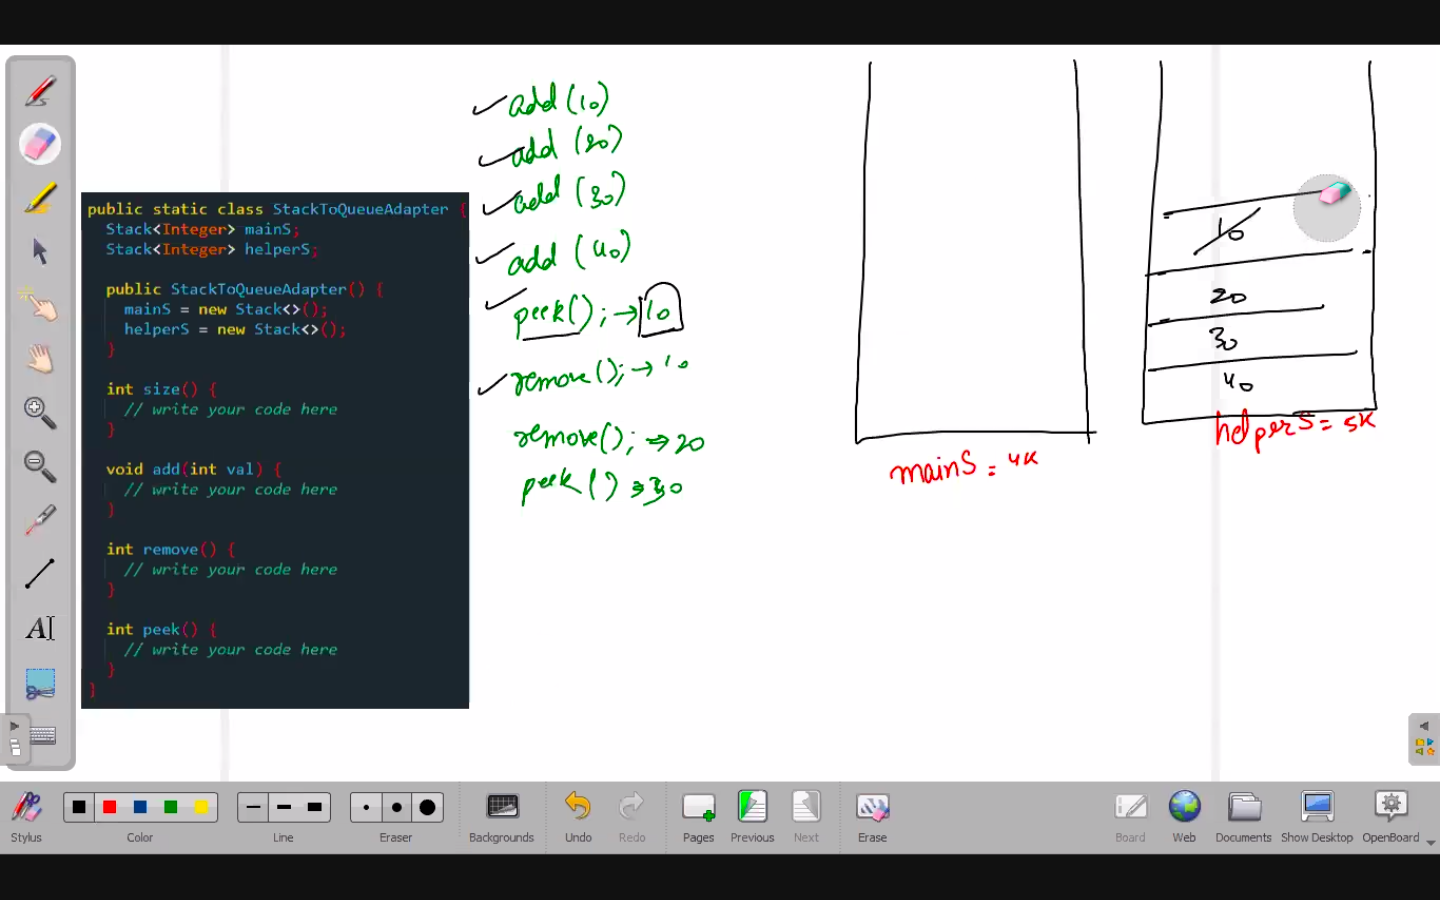 add (10)
add (20)
add (30)
add (40)
peek(); → 10
remove(); → 10
remove(); → 20
peek() → 30
public static class StackToQueueAdapter {
Stack<Integer> mainS;
Stack<Integer> helperS;
public StackToQueueAdapter() {
mainS = new Stack<>();
helperS = new Stack<>();
}
int size() {
// write your code here
}
void add(int val) {
// write your code here
}
int remove() {
// write your code here
}
int peek() {
// write your code here
}
}
mainS = 4K
10
20
30
40
helperS = 5K
Stylus
Color
Line
Eraser
Backgrounds
Undo
Redo
Pages
Previous
Next
Erase
Board
Web
Documents
Show Desktop
OpenBoard